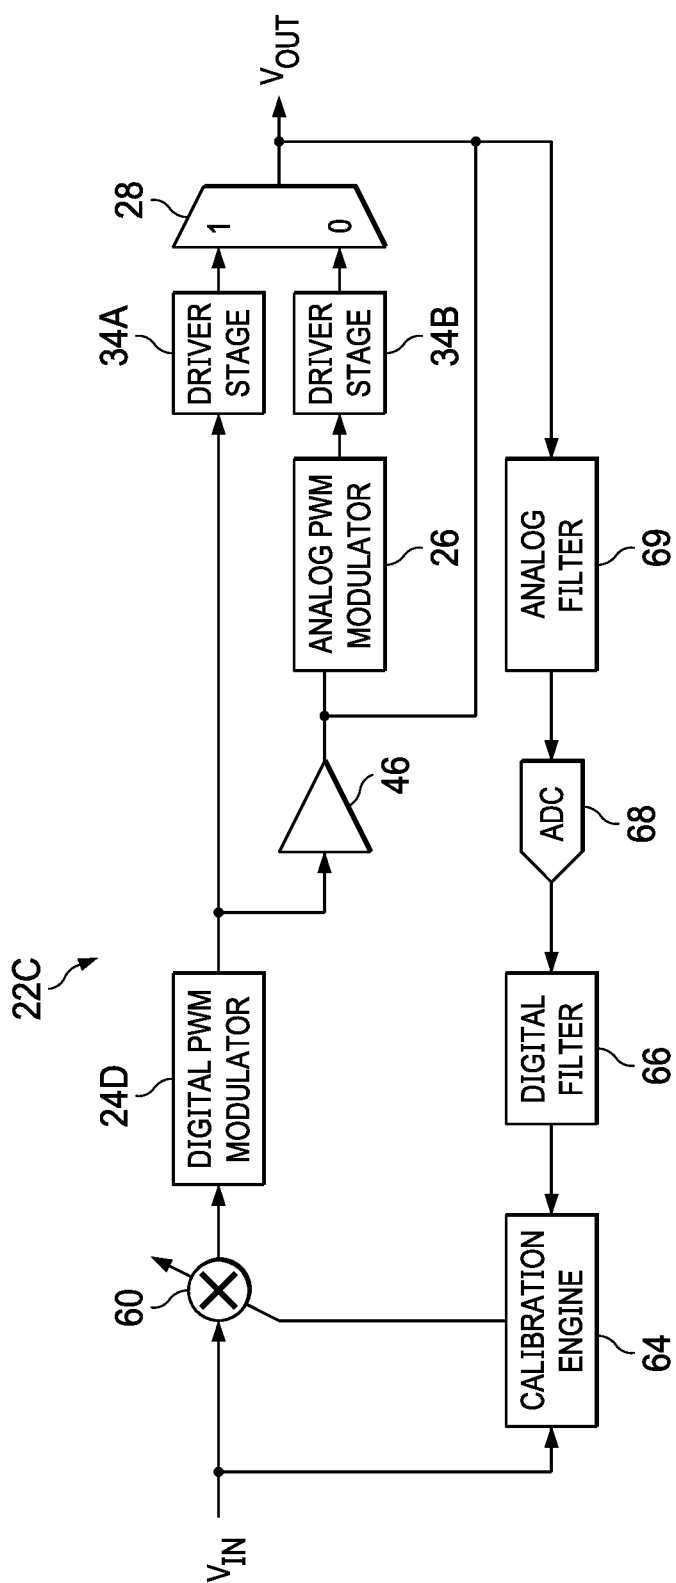 22C
V_IN
60
24D
DIGITAL PWM
MODULATOR
46
34A
DRIVER
STAGE
28
1
0
V_OUT
ANALOG PWM
MODULATOR
26
DRIVER
STAGE
34B
CALIBRATION
ENGINE
64
DIGITAL
FILTER
66
ADC
68
ANALOG
FILTER
69